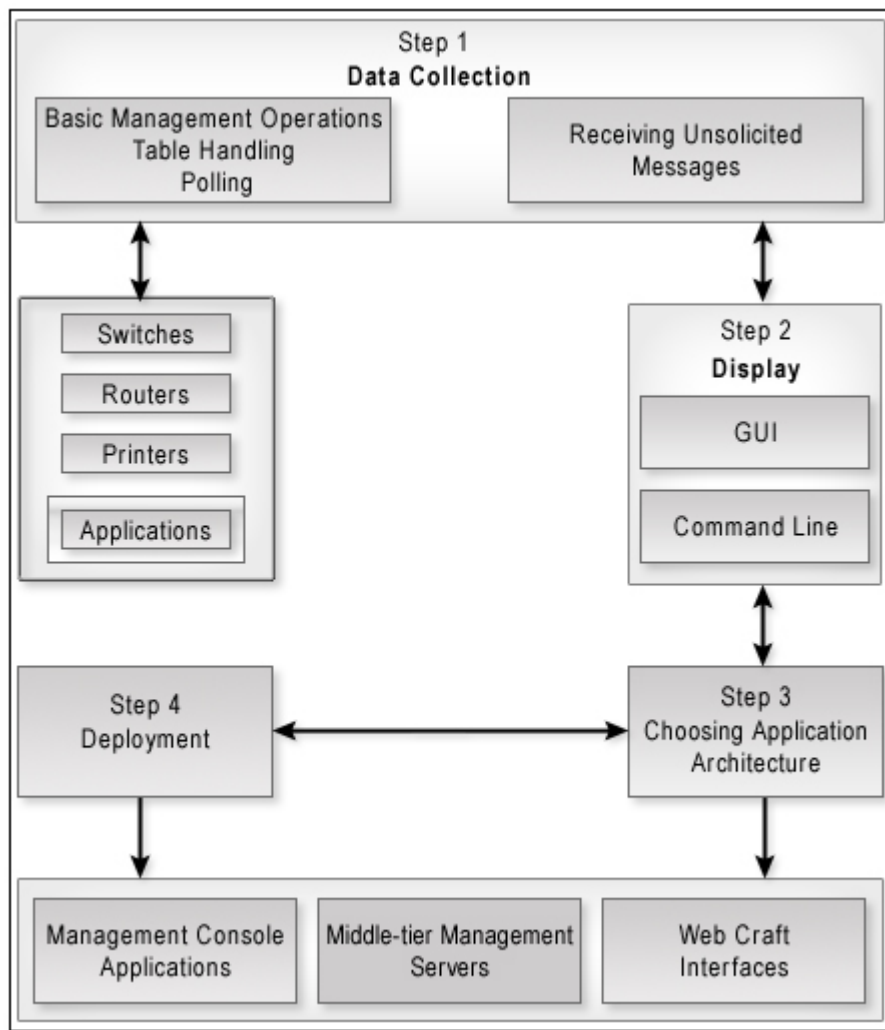 Step 1
Data Collection
Basic Management Operations
Table Handling
Polling
Receiving Unsolicited
Messages
Switches
Routers
Printers
Applications
Step 2
Display
GUI
Command Line
Step 4
Deployment
Step 3
Choosing Application
Architecture
Management Console
Applications
Middle-tier Management
Servers
Web Craft
Interfaces